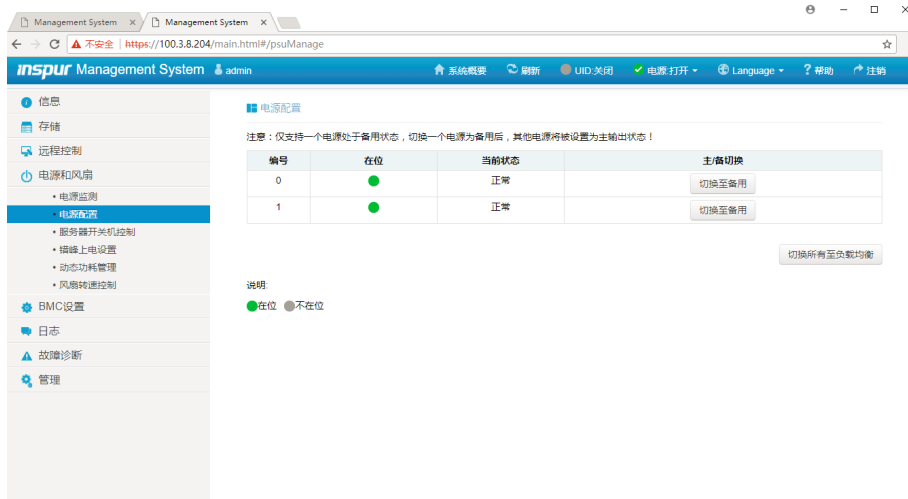 Management System
Management System
不安全 | https://100.3.8.204/main.html#/psuManage
inspur Management System admin 系统概要 刷新 UID:关闭 电源:打开 Language 帮助 注销
信息
存储
远程控制
电源和风扇
电源监测
电源配置
服务器开关机控制
错峰上电设置
动态功耗管理
风扇转速控制
BMC设置
日志
故障诊断
管理
电源配置
注意：仅支持一个电源处于备用状态，切换一个电源为备用后，其他电源将被设置为主输出状态！
编号 在位 当前状态 主/备切换
0 正常 切换至备用
1 正常 切换至备用
切换所有至负载均衡
说明:
在位 不在位